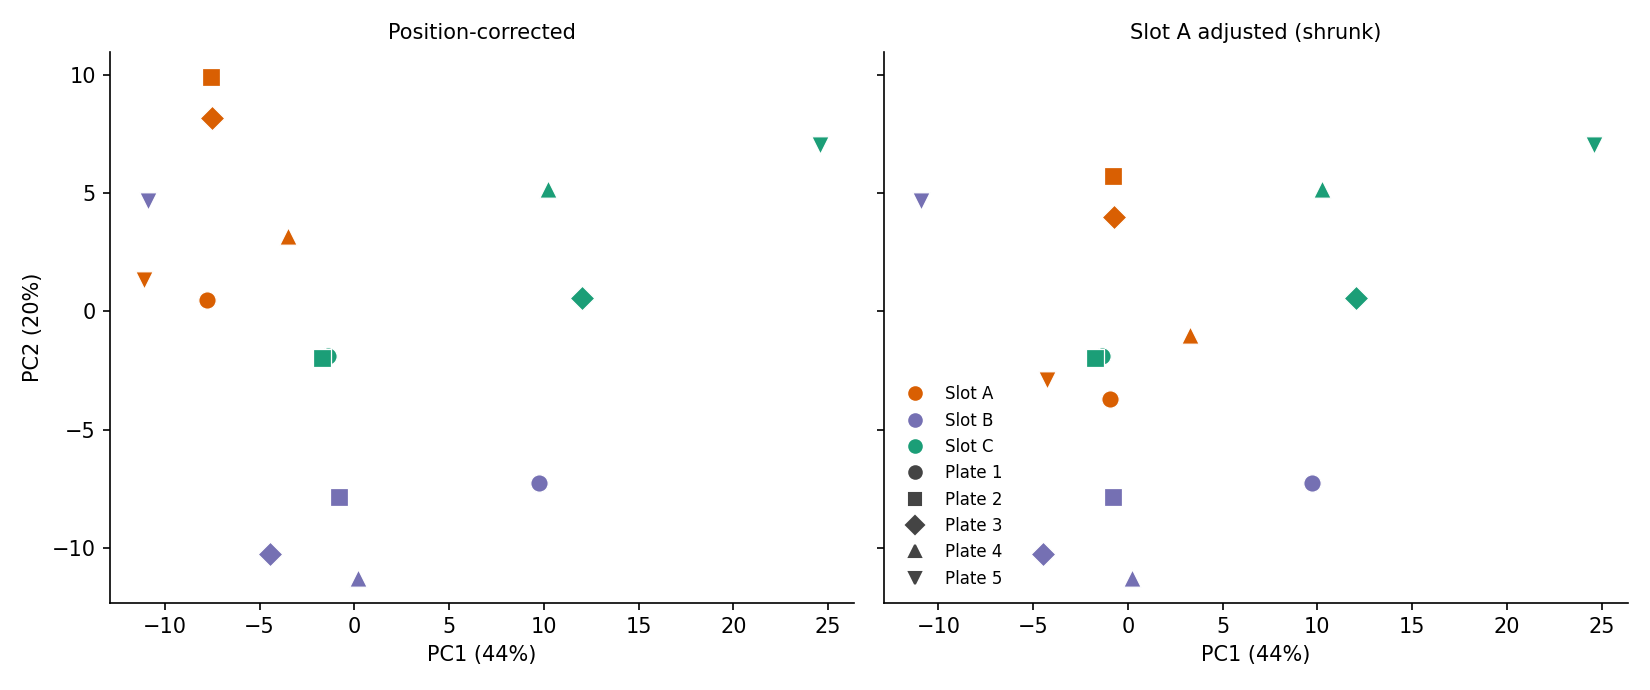 Position-corrected
Slot A adjusted (shrunk)
PC2 (20%)
10
5
0
−5
−10
−10
−5
0
5
10
15
20
25
PC1 (44%)
Slot A
Slot B
Slot C
Plate 1
Plate 2
Plate 3
Plate 4
Plate 5
−10
−5
0
5
10
15
20
25
PC1 (44%)